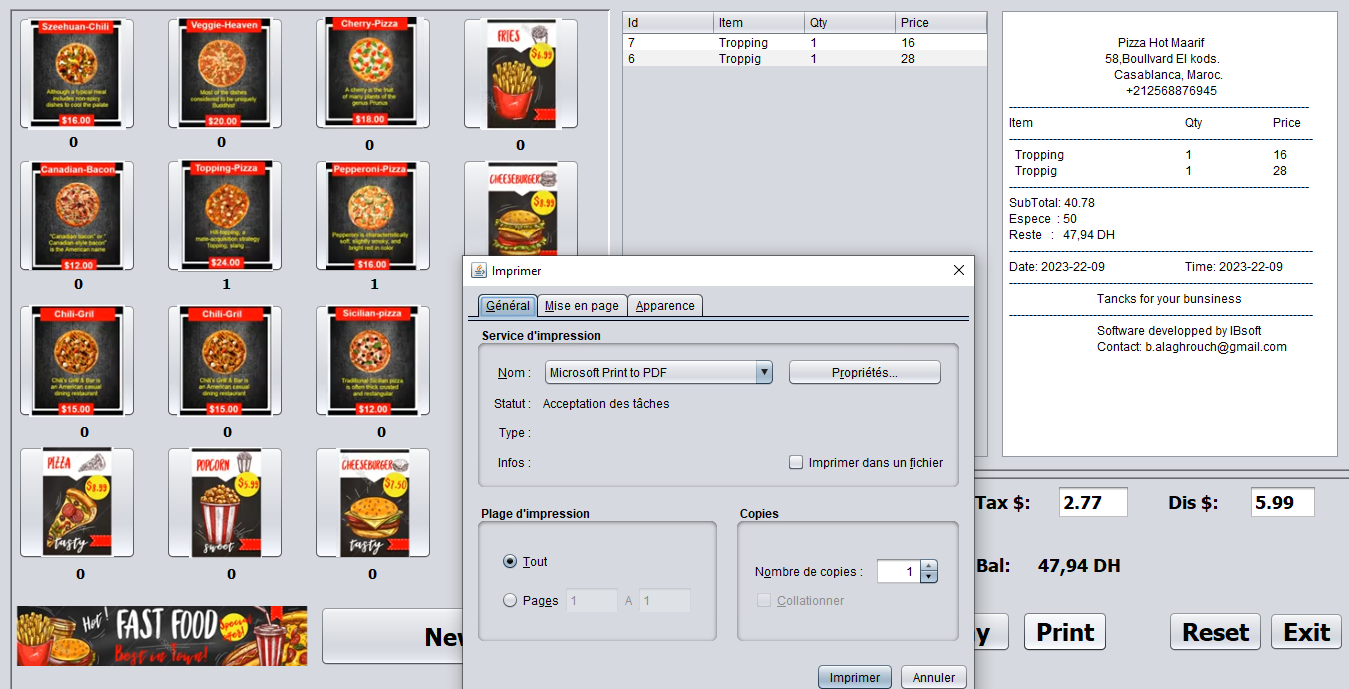 Szeehuan-Chili
Although a typical meal
includes non-spicy
dishes to cool the palate
$16.00
0
Veggie-Heaven
Most of the dishes
considered to be uniquely
Buddhist
$20.00
0
Cherry-Pizza
A cherry is the fruit
of many plants of the
genus Prunus
$18.00
0
FRIES
$6.99
0
Canadian-Bacon
"Canadian bacon" or "
Canadian-style bacon"
is the American name
$12.00
0
Topping-Pizza
Hill-topping, a
mate-acquisition strategy
Topping, slang ...
$24.00
1
Pepperoni-Pizza
Pepperoni is characteristically
soft, slightly smoky, and
bright red in color
$16.00
1
CHEESEBURGER
$8.99
Chili-Gril
Chili's Grill & Bar is
an American casual
dining restaurant
$15.00
0
Chili-Gril
Chili's Grill & Bar is
an American casual
dining restaurant
$15.00
0
Sicilian-pizza
Traditional Sicilian pizza
is often thick crusted
and rectangular
$12.00
0
PIZZA
$8.99
tasty
0
POPCORN
$5.99
sweet
0
CHEESEBURGER
$7.50
tasty
0
Hot! FAST FOOD
Special offer!
Best in Town!
New
Id Item Qty Price
7 Tropping 1 16
6 Troppig 1 28
Pizza Hot Maarif
58,Boullvard El kods.
Casablanca, Maroc.
+212568876945
Item Qty Price
Tropping 1 16
Troppig 1 28
SubTotal: 40.78
Espece : 50
Reste : 47,94 DH
Date: 2023-22-09 Time: 2023-22-09
Tancks for your bunsiness
Software developped by IBsoft
Contact: b.alaghrouch@gmail.com
Imprimer
Général Mise en page Apparence
Service d'impression
Nom : Microsoft Print to PDF Propriétés...
Statut : Acceptation des tâches
Type :
Infos : Imprimer dans un fichier
Plage d'impression
Tout
Pages 1 A 1
Copies
Nombre de copies : 1
Collationner
Imprimer Annuler
Tax $: 2.77 Dis $: 5.99
Bal: 47,94 DH
y Print Reset Exit